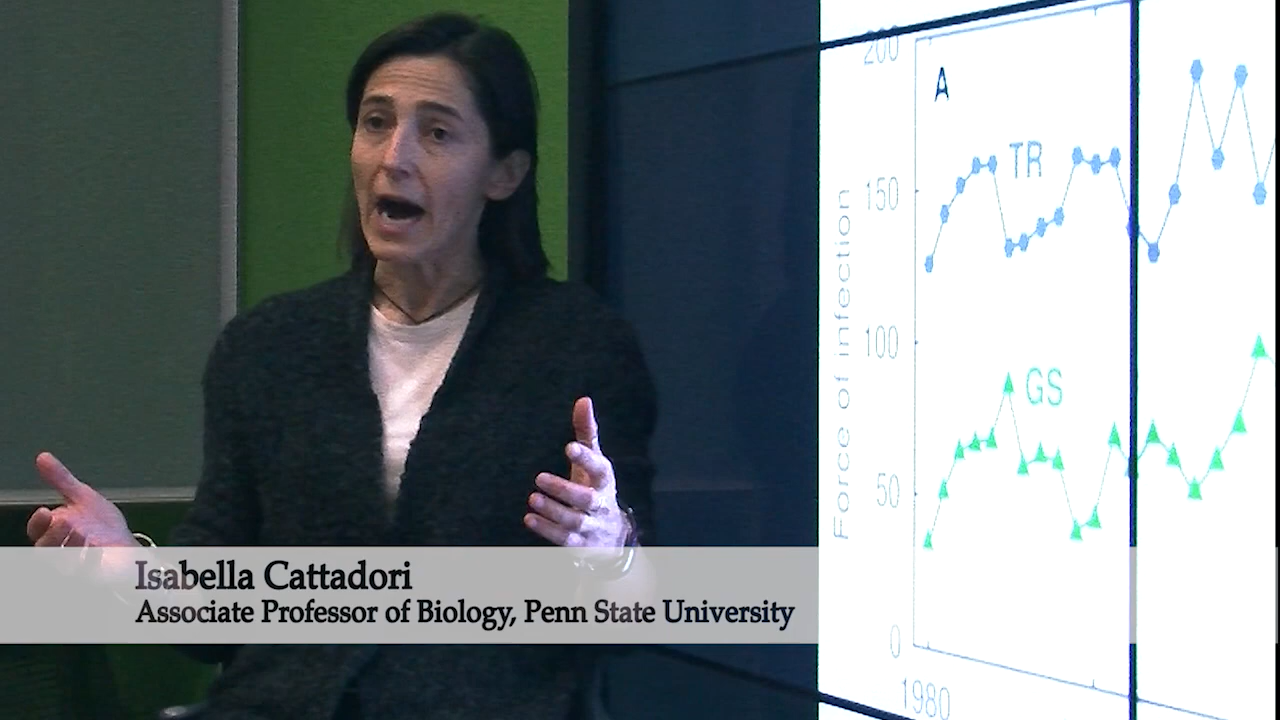 Isabella Cattadori
Associate Professor of Biology, Penn State University
A
TR
GS
Force of infection
200
150
100
50
0
1980